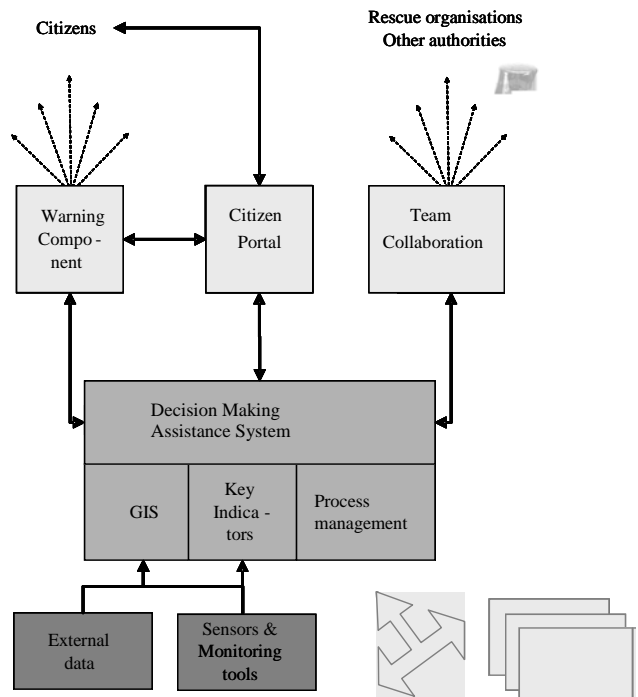 Citizens
Rescue organisations
Other authorities
Warning
Compo -
nent
Citizen
Portal
Team
Collaboration
Decision Making
Assistance System
GIS
Key
Indica -
tors
Process
management
External
data
Sensors &
Monitoring
tools